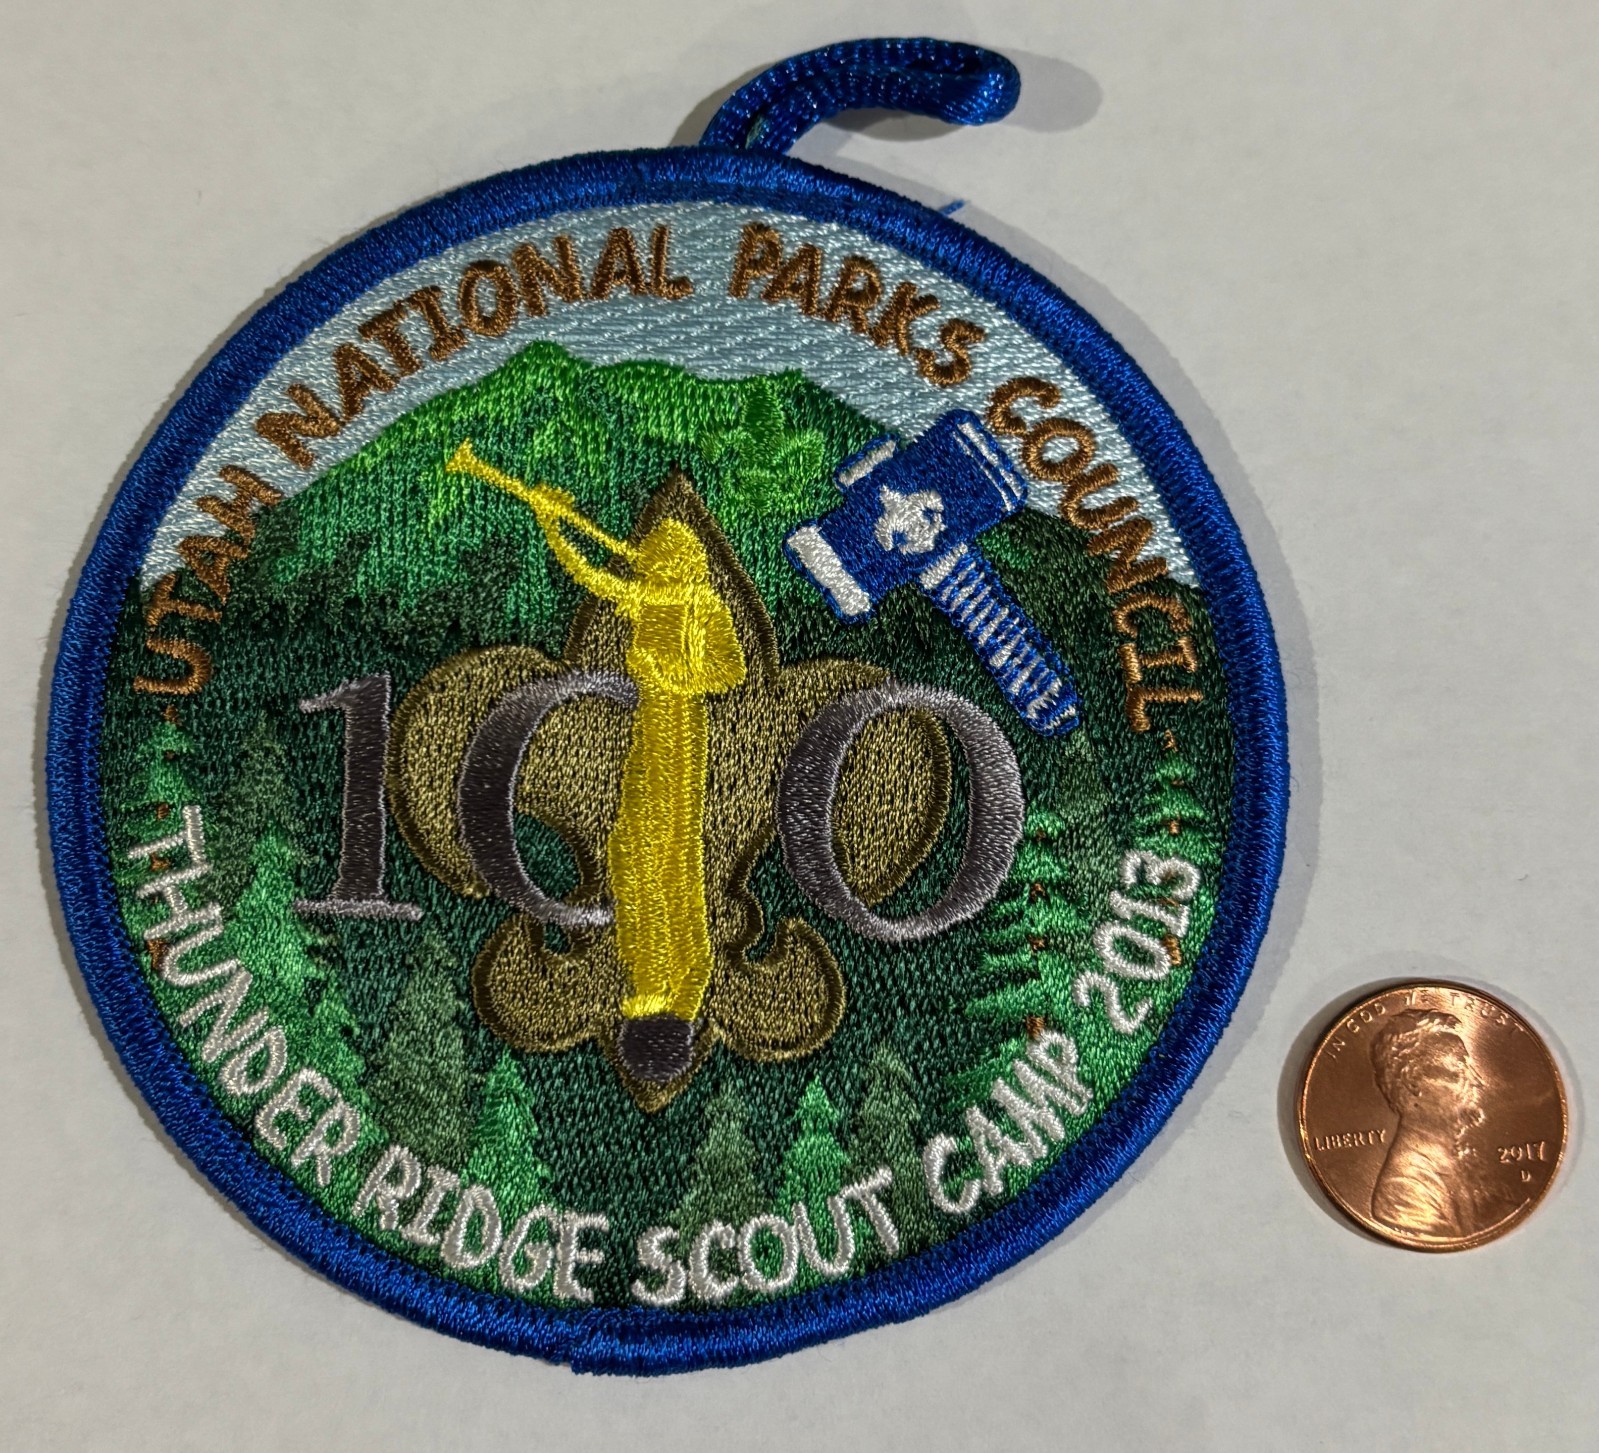 UTAH NATIONAL PARKS COUNCIL
100
THUNDER RIDGE SCOUT CAMP 2013
IN GOD WE TRUST
LIBERTY
2017
D